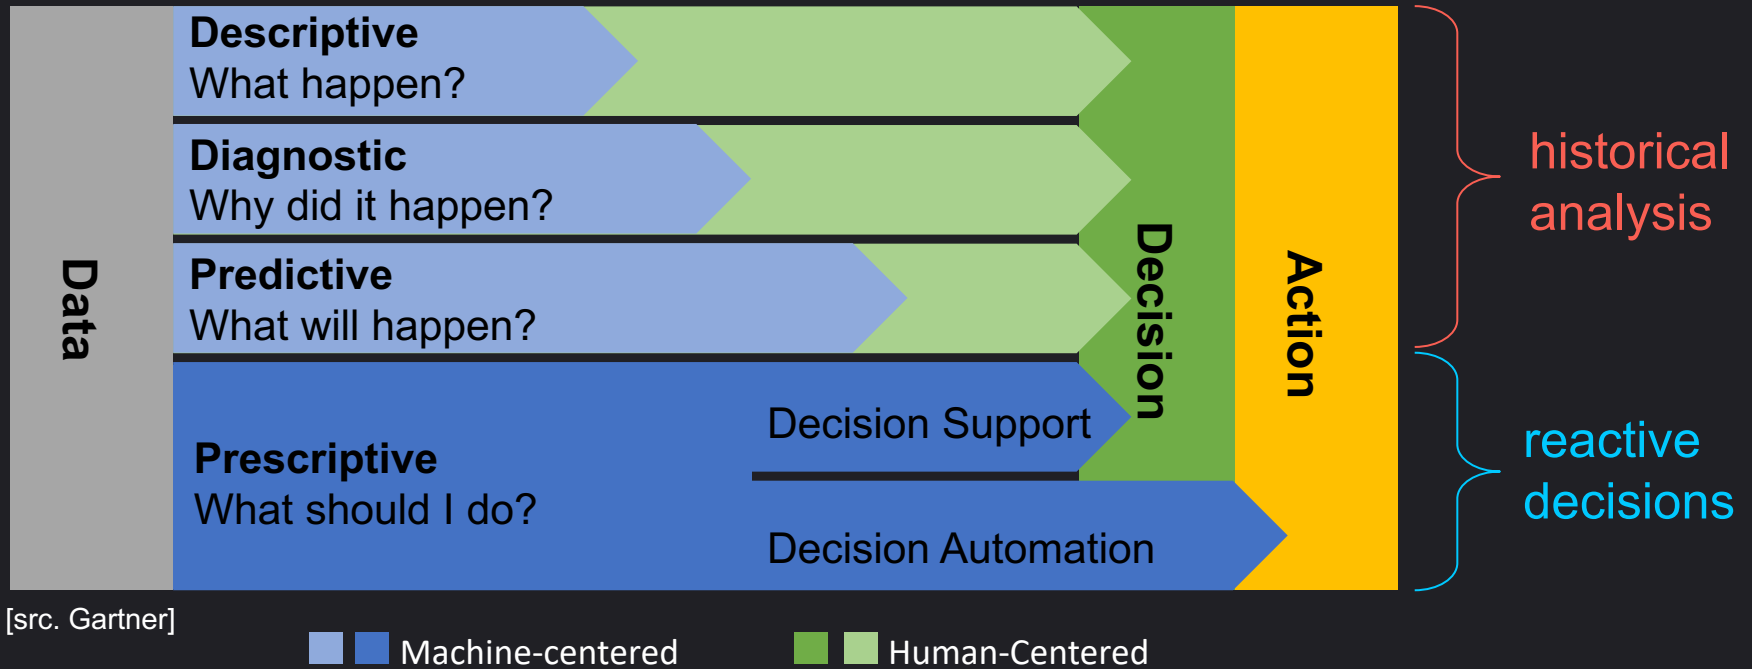 Data
Descriptive
What happen?
Diagnostic
Why did it happen?
Predictive
What will happen?
Prescriptive
What should I do?
Decision Support
Decision Automation
Decision
Action
historical
analysis
reactive
decisions
[src. Gartner]
Machine-centered
Human-Centered